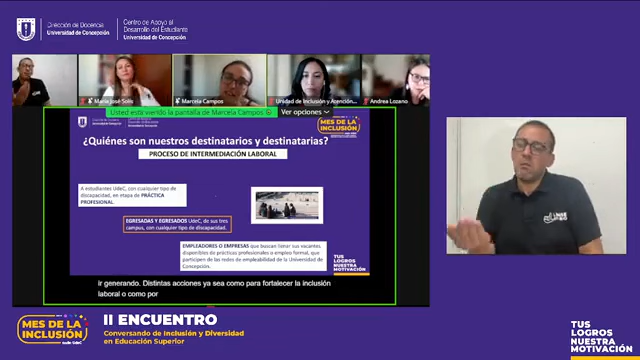 Dirección de Docencia
Universidad de Concepción
Centro de Apoyo al
Desarrollo del Estudiante
Universidad de Concepción
María José Solís
Marcela Campos
Unidad de Inclusión y Atención...
Andrea Lozano
Usted está viendo la pantalla de Marcela Campos
Ver opciones
MES DE LA
INCLUSIÓN
¿Quiénes son nuestros destinatarios y destinatarias?
PROCESO DE INTERMEDIACIÓN LABORAL
A estudiantes UdeC, con cualquier tipo de
discapacidad, en etapa de PRÁCTICA
PROFESIONAL.
EGRESADAS Y EGRESADOS UdeC, de sus tres
campus, con cualquier tipo de discapacidad.
EMPLEADORES O EMPRESAS que buscan llenar sus vacantes
disponibles de prácticas profesionales o empleo formal, que
participen de las redes de empleabilidad de la Universidad de
Concepción.
TUS
LOGROS
NUESTRA
MOTIVACIÓN
ir generando. Distintas acciones ya sea como para fortalecer la inclusión
laboral o como por
MES DE LA
INCLUSIÓN
II ENCUENTRO
Conversando de Inclusión y Diversidad
en Educación Superior
TUS
LOGROS
NUESTRA
MOTIVACIÓN